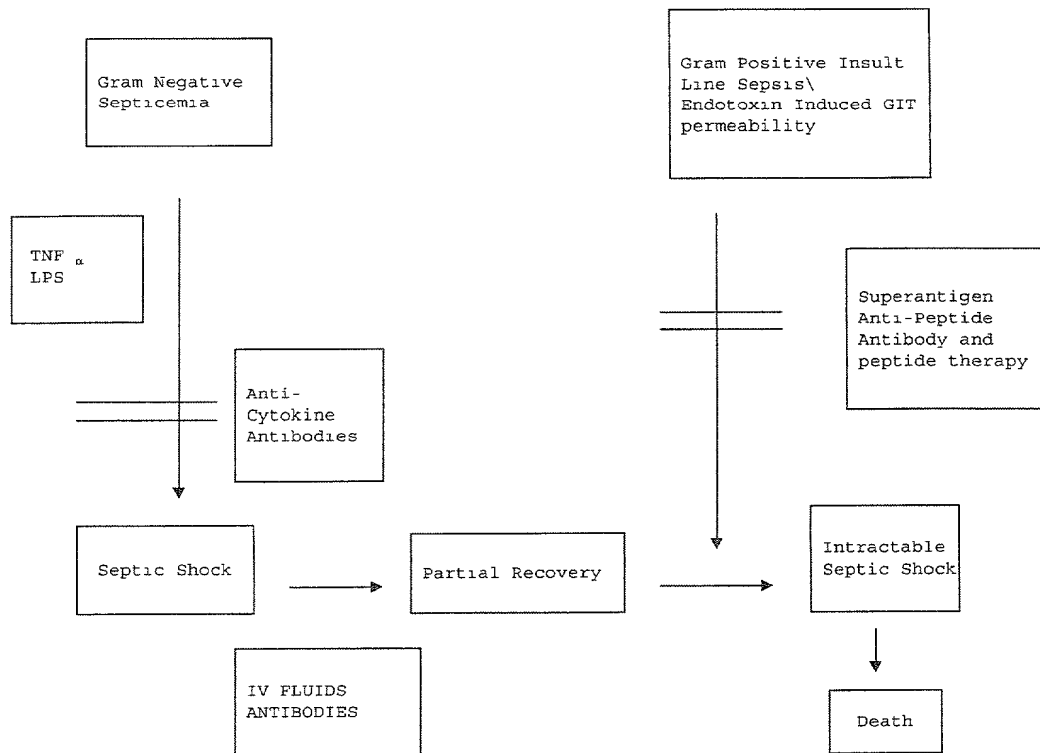 Gram Negative
Septicemia
Gram Positive Insult
Line Sepsis\
Endotoxin Induced GIT
permeability
TNF α
LPS
Superantigen
Anti-Peptide
Antibody and
peptide therapy
Anti-
Cytokine
Antibodies
Septic Shock
Partial Recovery
Intractable
Septic Shock
IV FLUIDS
ANTIBODIES
Death